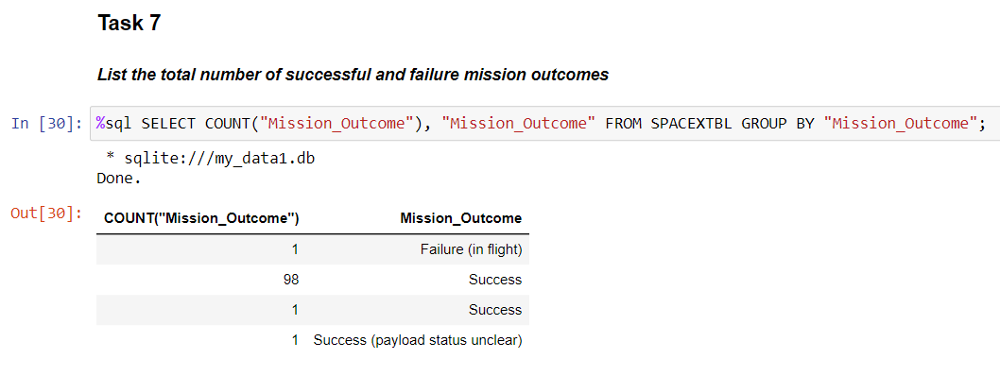 Task 7
List the total number of successful and failure mission outcomes
In [30]: %sql SELECT COUNT("Mission_Outcome"), "Mission_Outcome" FROM SPACEXTBL GROUP BY "Mission_Outcome";
* sqlite:///my_data1.db
Done.
Out[30]: COUNT("Mission_Outcome") Mission_Outcome
1 Failure (in flight)
98 Success
1 Success
1 Success (payload status unclear)